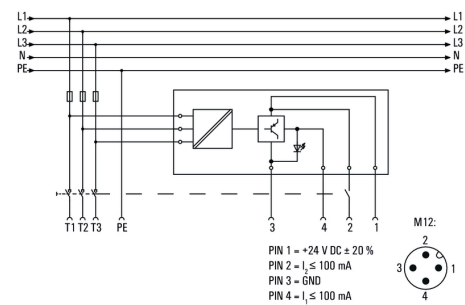 L1 L1
L2 L2
L3 L3
N N
PE PE
T1 T2 T3 PE 3 4 2 1
M12:
2
3 1
4
PIN 1 = +24 V DC ± 20 %
PIN 2 = I₂ ≤ 100 mA
PIN 3 = GND
PIN 4 = I₁ ≤ 100 mA